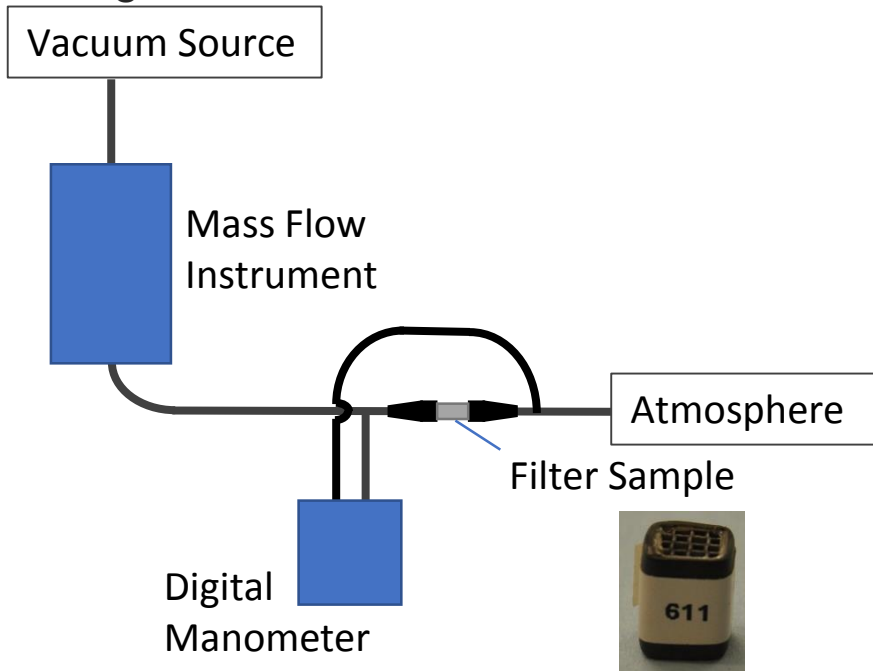 Vacuum Source
Mass Flow
Instrument
Atmosphere
Filter Sample
Digital
Manometer
611